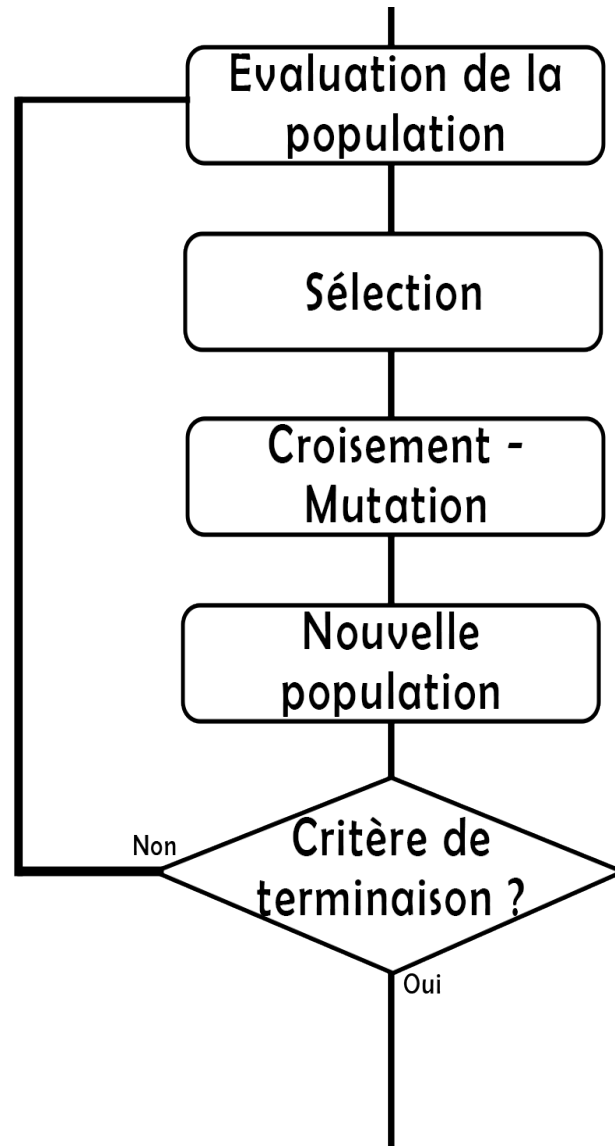 Evaluation de la
population
Sélection
Croisement -
Mutation
Nouvelle
population
Non
Critère de
terminaison ?
Oui